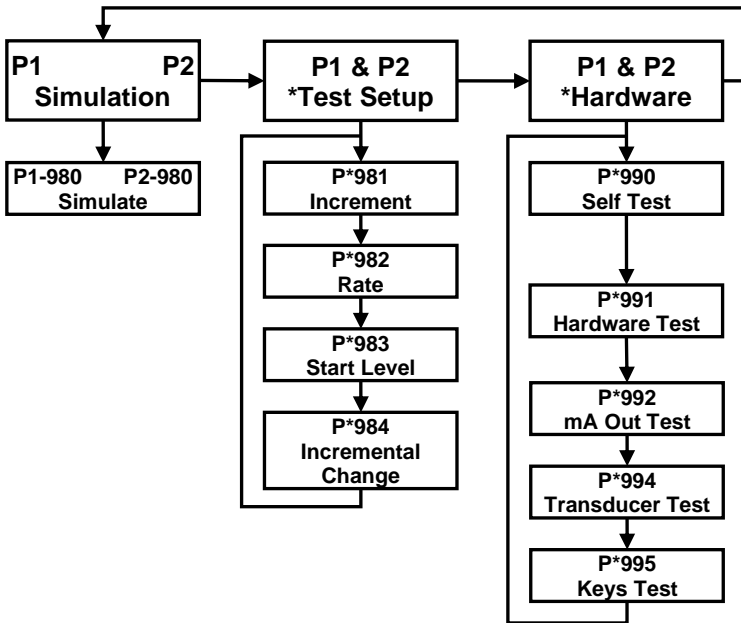 P1 P2
Simulation
P1-980 P2-980
Simulate
P1 & P2
*Test Setup
P*981
Increment
P*982
Rate
P*983
Start Level
P*984
Incremental
Change
P1 & P2
*Hardware
P*990
Self Test
P*991
Hardware Test
P*992
mA Out Test
P*994
Transducer Test
P*995
Keys Test